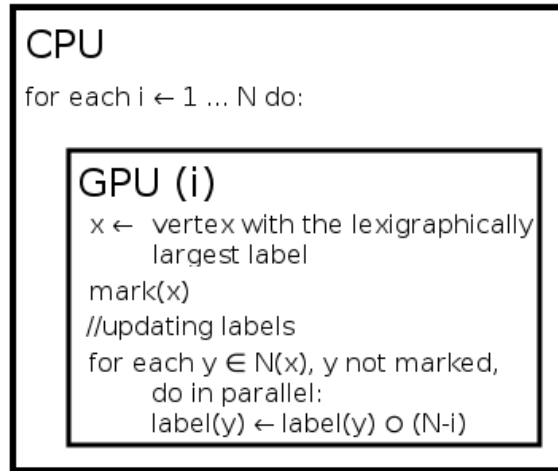 CPU
for each i ← 1 ... N do:
GPU (i)
x ← vertex with the lexigraphically
largest label
mark(x)
//updating labels
for each y ∈ N(x), y not marked,
do in parallel:
label(y) ← label(y) O (N-i)